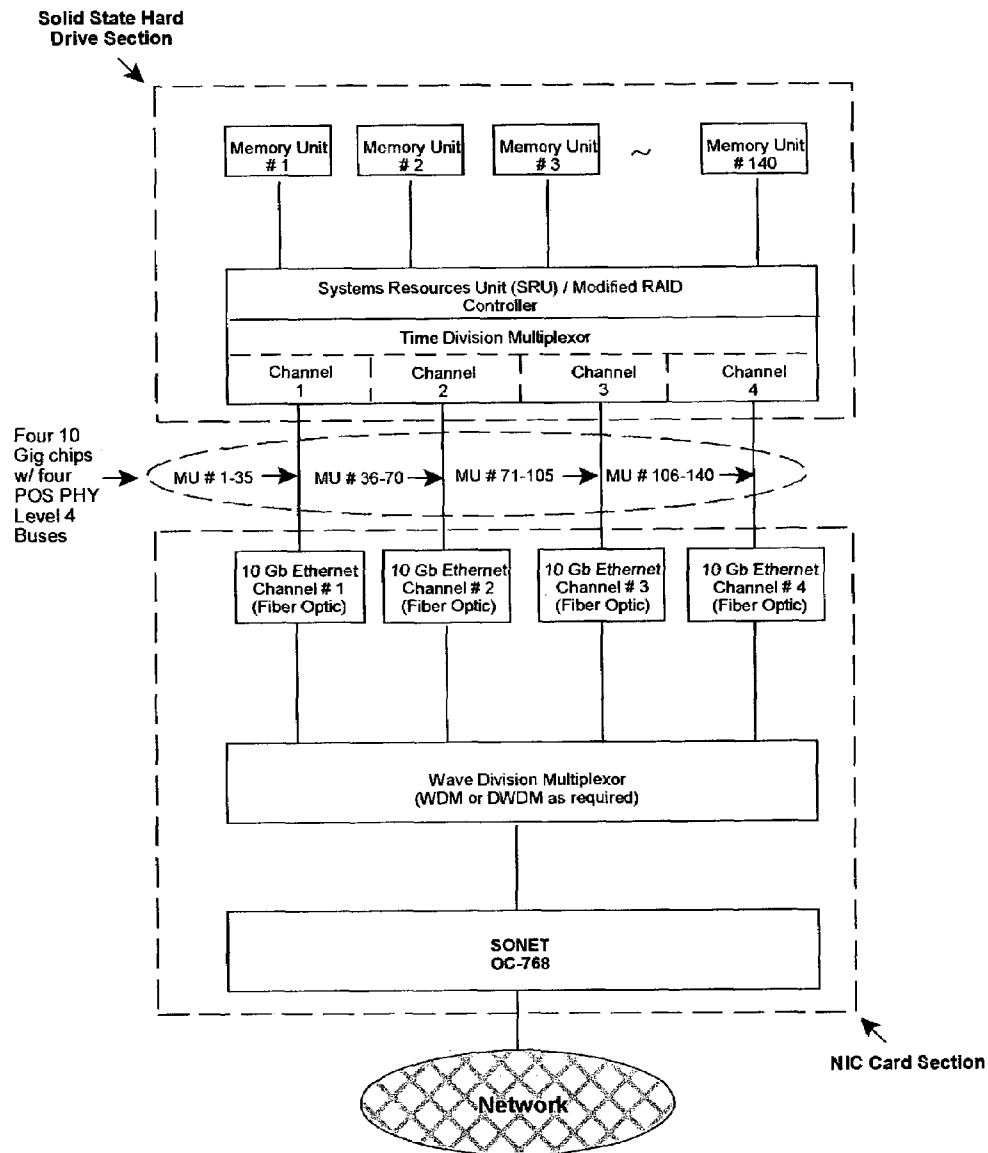 Solid State Hard
Drive Section
Memory Unit
# 1
Memory Unit
# 2
Memory Unit
# 3
~
Memory Unit
# 140
Systems Resources Unit (SRU) / Modified RAID
Controller
Time Division Multiplexor
Channel
1
Channel
2
Channel
3
Channel
4
Four 10
Gig chips
w/ four
POS PHY
Level 4
Buses
MU # 1-35
MU # 36-70
MU # 71-105
MU # 106-140
10 Gb Ethernet
Channel # 1
(Fiber Optic)
10 Gb Ethernet
Channel # 2
(Fiber Optic)
10 Gb Ethernet
Channel # 3
(Fiber Optic)
10 Gb Ethernet
Channel # 4
(Fiber Optic)
Wave Division Multiplexor
(WDM or DWDM as required)
SONET
OC-768
NIC Card Section
Network